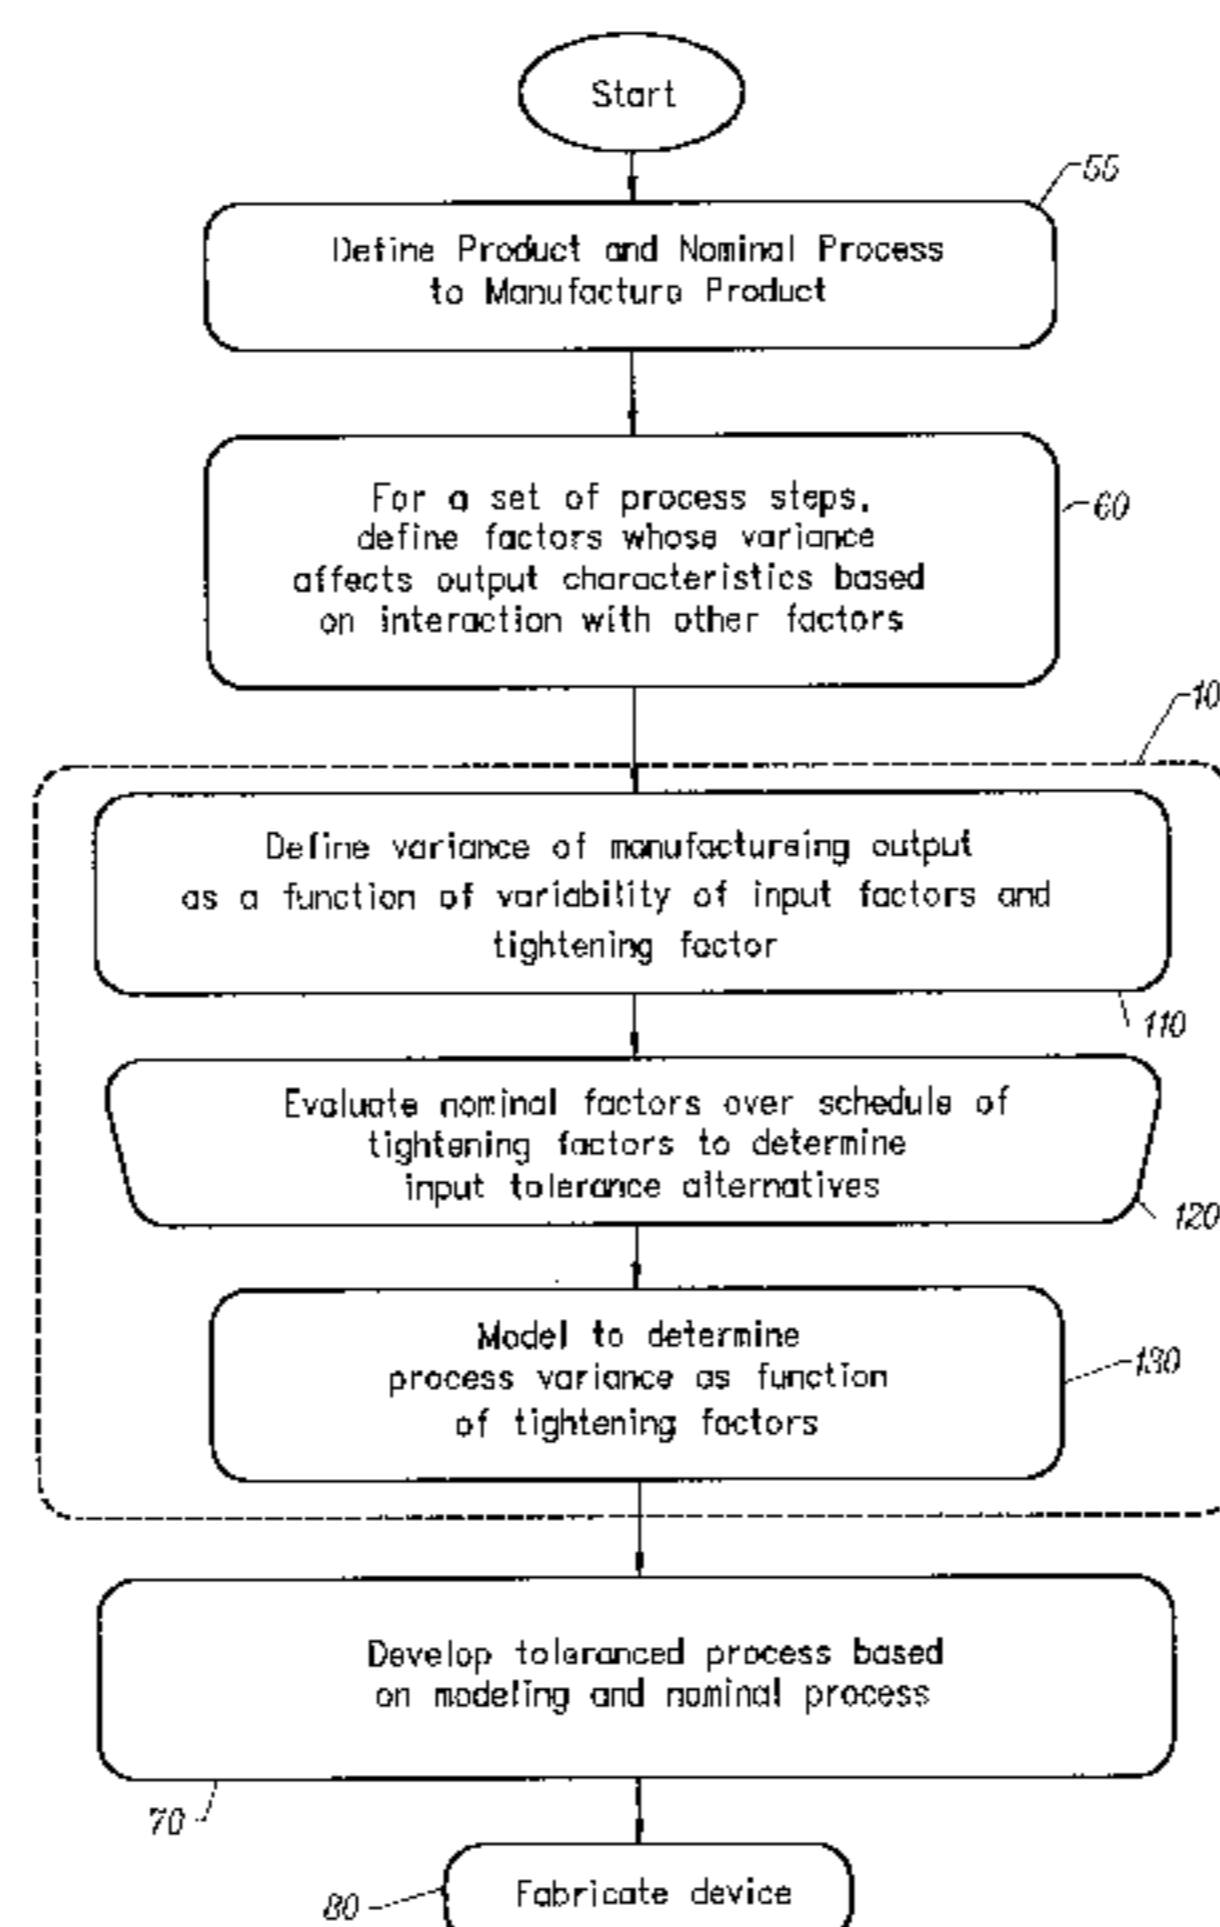 Start
55
Define Product and Nominal Process
to Manufacture Product
For a set of process steps,
define factors whose variance
affects output characteristics based
on interaction with other factors
60
10
Define variance of manufactureing output
as a function of variability of input factors and
tightening factor
110
Evaluate nominal factors over schedule of
tightening factors to determine
input tolerance alternatives
120
Model to determine
process variance as function
of tightening factors
130
Develop toleranced process based
on modeling and nominal process
70
Fabricate device
80